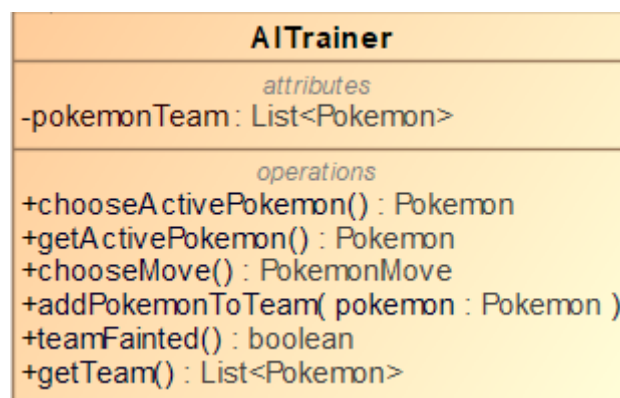 AITrainer
attributes
-pokemonTeam : List<Pokemon>
operations
+chooseActivePokemon() : Pokemon
+getActivePokemon() : Pokemon
+chooseMove() : PokemonMove
+addPokemonToTeam( pokemon : Pokemon )
+teamFainted() : boolean
+getTeam() : List<Pokemon>